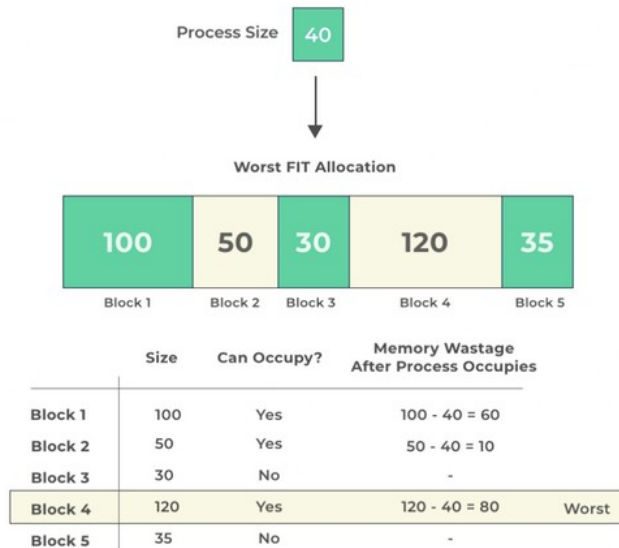 Process Size 40
Worst FIT Allocation
100 50 30 120 35
Block 1 Block 2 Block 3 Block 4 Block 5
Size Can Occupy? Memory Wastage
After Process Occupies
Block 1 100 Yes 100 - 40 = 60
Block 2 50 Yes 50 - 40 = 10
Block 3 30 No -
Block 4 120 Yes 120 - 40 = 80 Worst
Block 5 35 No -